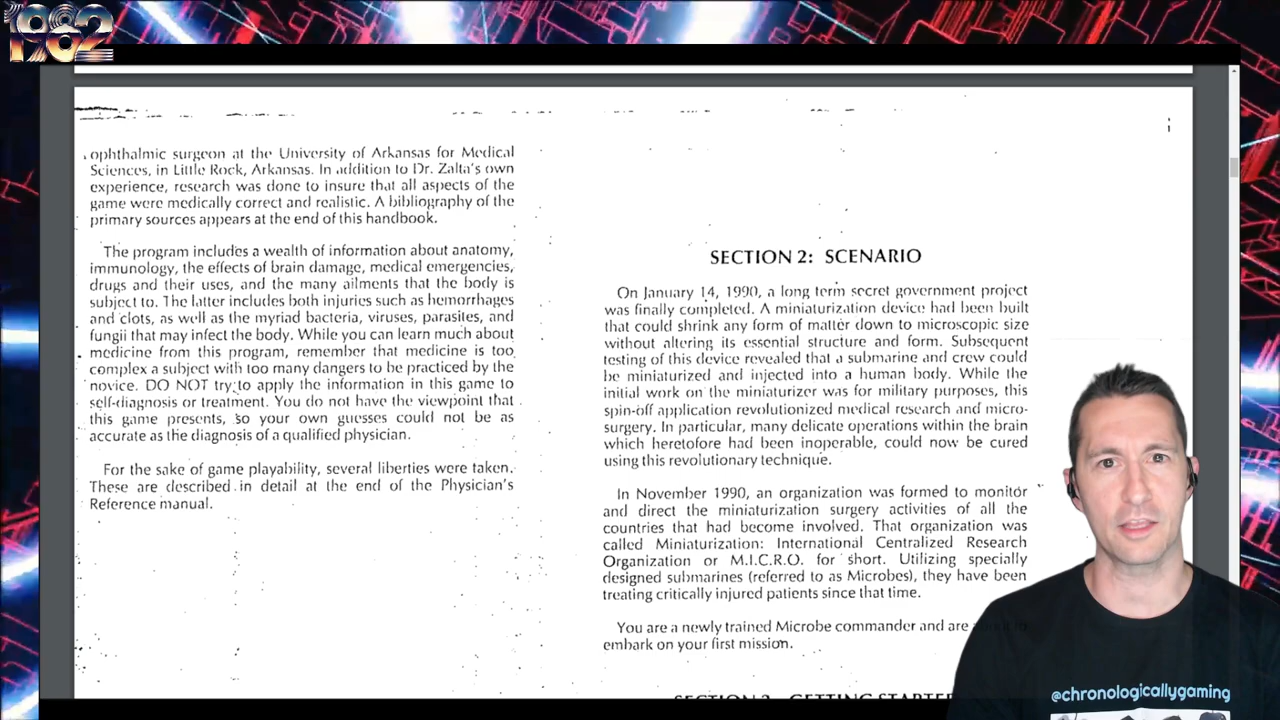 1982
ophthalmic surgeon at the University of Arkansas for Medical
Sciences, in Little Rock, Arkansas. In addition to Dr. Zalta's own
experience, research was done to insure that all aspects of the
game were medically correct and realistic. A bibliography of the
primary sources appears at the end of this handbook.
The program includes a wealth of information about anatomy,
immunology, the effects of brain damage, medical emergencies,
drugs and their uses, and the many ailments that the body is
subject to. The latter includes both injuries such as hemorrhages
and clots, as well as the myriad bacteria, viruses, parasites, and
fungii that may infect the body. While you can learn much about
medicine from this program, remember that medicine is too
complex a subject with too many dangers to be practiced by the
novice. DO NOT try to apply the information in this game to
self-diagnosis or treatment. You do not have the viewpoint that
this game presents, so your own guesses could not be as
accurate as the diagnosis of a qualified physician.
For the sake of game playability, several liberties were taken.
These are described in detail at the end of the Physician's
Reference manual.
SECTION 2: SCENARIO
On January 14, 1990, a long term secret government project
was finally completed. A miniaturization device had been built
that could shrink any form of matter down to microscopic size
without altering its essential structure and form. Subsequent
testing of this device revealed that a submarine and crew could
be miniaturized and injected into a human body. While the
initial work on the miniaturizer was for military purposes, this
spin-off application revolutionized medical research and micro-
surgery. In particular, many delicate operations within the brain
which heretofore had been inoperable, could now be cured
using this revolutionary technique.
In November 1990, an organization was formed to monitor
and direct the miniaturization surgery activities of all the
countries that had become involved. That organization was
called Miniaturization: International Centralized Research
Organization or M.I.C.R.O. for short. Utilizing specially
designed submarines (referred to as Microbes), they have been
treating critically injured patients since that time.
You are a newly trained Microbe commander and are
embark on your first mission.
SECTION 3: GETTING STARTED
@chronologicallygaming